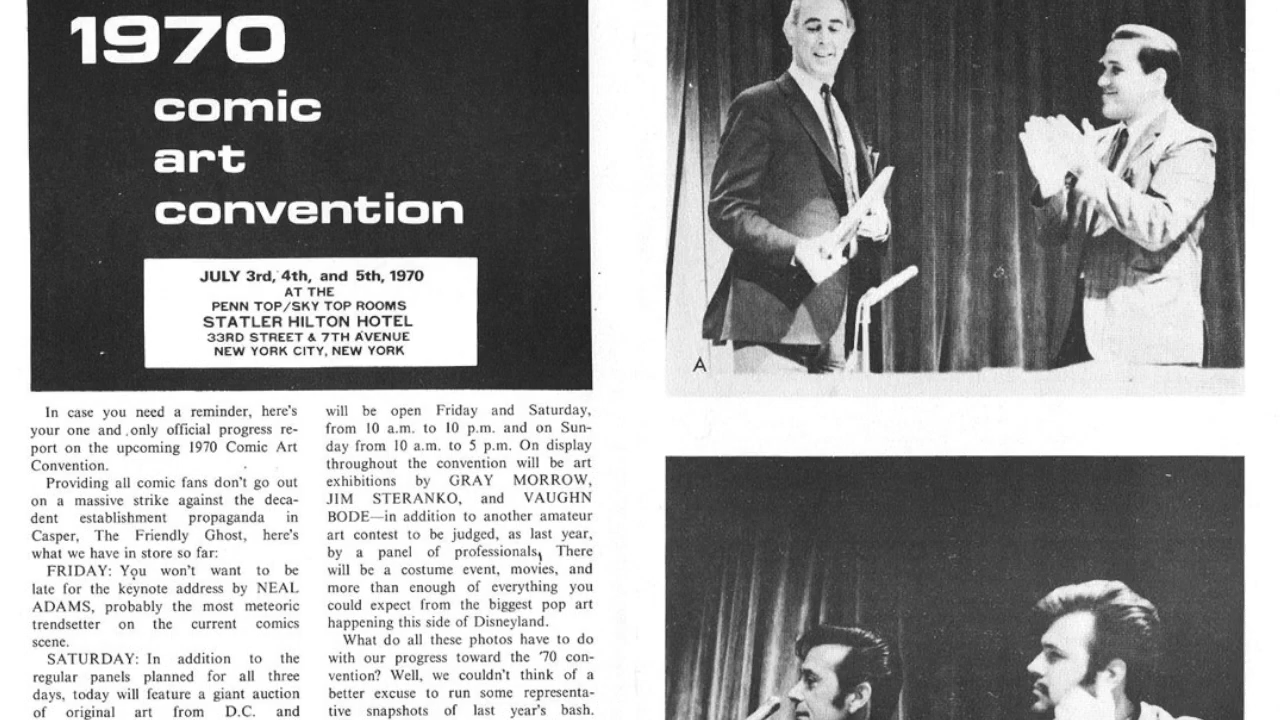 1970
comic
art
convention
JULY 3rd, 4th, and 5th, 1970
AT THE
PENN TOP/SKY TOP ROOMS
STATLER HILTON HOTEL
33RD STREET & 7TH AVENUE
NEW YORK CITY, NEW YORK
In case you need a reminder, here's
your one and only official progress re-
port on the upcoming 1970 Comic Art
Convention.
Providing all comic fans don't go out
on a massive strike against the deca-
dent establishment propaganda in
Casper, The Friendly Ghost, here's
what we have in store so far:
FRIDAY: You won't want to be
late for the keynote address by NEAL
ADAMS, probably the most meteoric
trendsetter on the current comics
scene.
SATURDAY: In addition to the
regular panels planned for all three
days, today will feature a giant auction
of original art from D.C. and
will be open Friday and Saturday,
from 10 a.m. to 10 p.m. and on Sun-
day from 10 a.m. to 5 p.m. On display
throughout the convention will be art
exhibitions by GRAY MORROW,
JIM STERANKO, and VAUGHN
BODE—in addition to another amateur
art contest to be judged, as last year,
by a panel of professionals. There
will be a costume event, movies, and
more than enough of everything you
could expect from the biggest pop art
happening this side of Disneyland.
What do all these photos have to do
with our progress toward the '70 con-
vention? Well, we couldn't think of a
better excuse to run some representa-
tive snapshots of last year's bash.
A